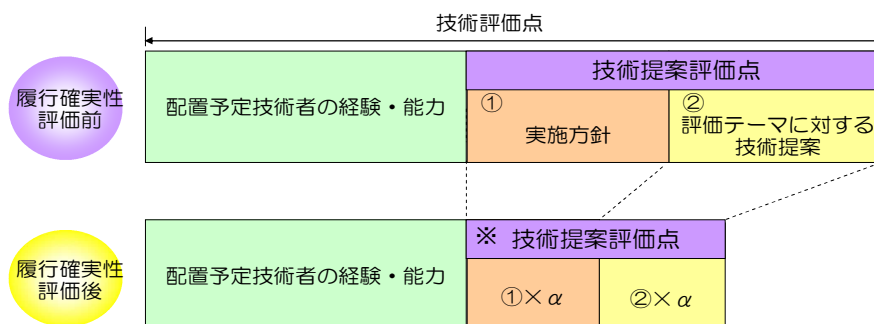 技術評価点
履行確実性
評価前
配置予定技術者の経験・能力
技術提案評価点
①
実施方針
②
評価テーマに対する
技術提案
履行確実性
評価後
配置予定技術者の経験・能力
※ 技術提案評価点
①×α
②×α